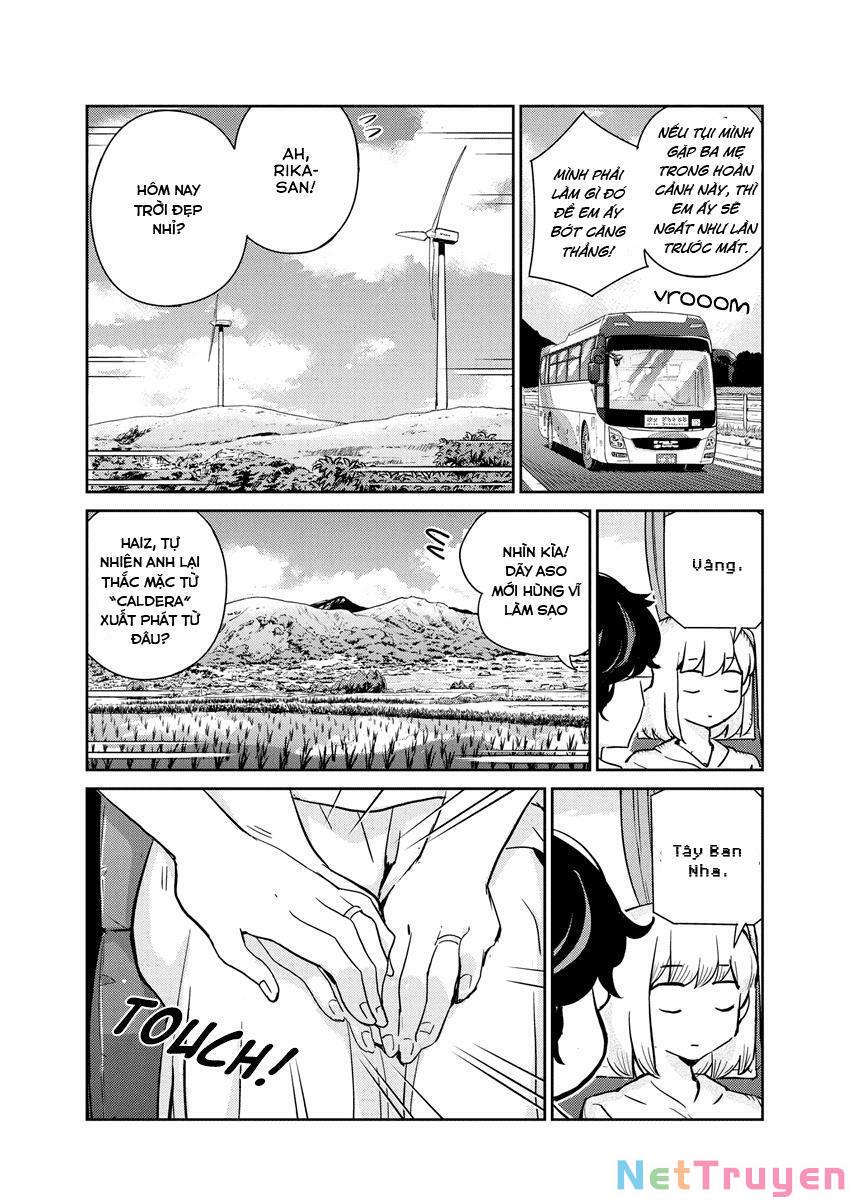 NẾU TỤI MÌNH
GẶP BA MẸ
TRONG HOÀN
CẢNH NÀY, THÌ
EM ẤY SẼ
NGẤT NHƯ LẦN
TRƯỚC MẤT.
MÌNH PHẢI
LÀM GÌ ĐÓ
ĐỂ EM ẤY
BỚT CĂNG
THẲNG!
VROOOM
AH,
RIKA-
SAN!
HÔM NAY
TRỜI ĐẸP
NHỈ?
Vâng.
NHÌN KÌA!
DÃY ASO
MỚI HÙNG VĨ
LÀM SAO
HAIZ, TỰ
NHIÊN ANH LẠI
THẮC MẶC TỪ
“CALDERA”
XUẤT PHÁT TỪ
ĐÂU?
Tây Ban
Nha.
TOUCH!
NetTruyen